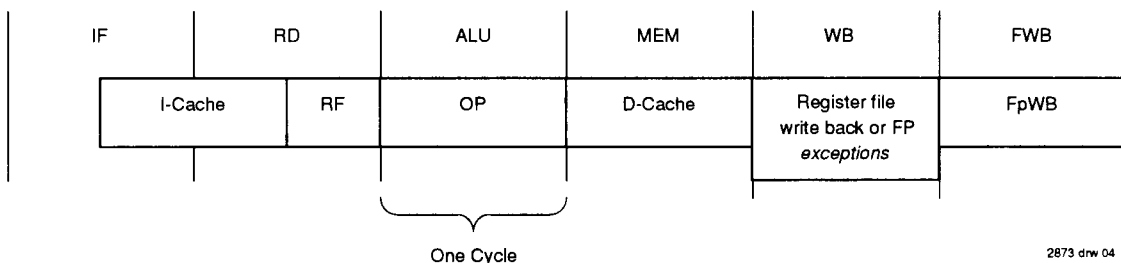 IF RD ALU MEM WB FWB
I-Cache RF OP D-Cache Register file FpWB
write back or FP
exceptions
One Cycle
2873 drw 04